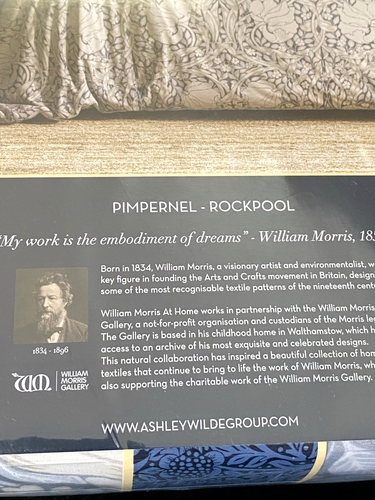 PIMPERNEL - ROCKPOOL
"My work is the embodiment of dreams" - William Morris, 185
Born in 1834, William Morris, a visionary artist and environmentalist, w
key figure in founding the Arts and Crafts movement in Britain, design
some of the most recognisable textile patterns of the nineteenth centu
William Morris At Home works in partnership with the William Morris
Gallery, a not-for-profit organisation and custodians of the Morris leg
The Gallery is based in his childhood home in Walthamstow, which h
access to an archive of his most exquisite and celebrated designs.
This natural collaboration has inspired a beautiful collection of hom
textiles that continue to bring to life the work of William Morris, wh
also supporting the charitable work of the William Morris Gallery.
1834 - 1896
WM
WILLIAM
MORRIS
GALLERY
WWW.ASHLEYWILDEGROUP.COM